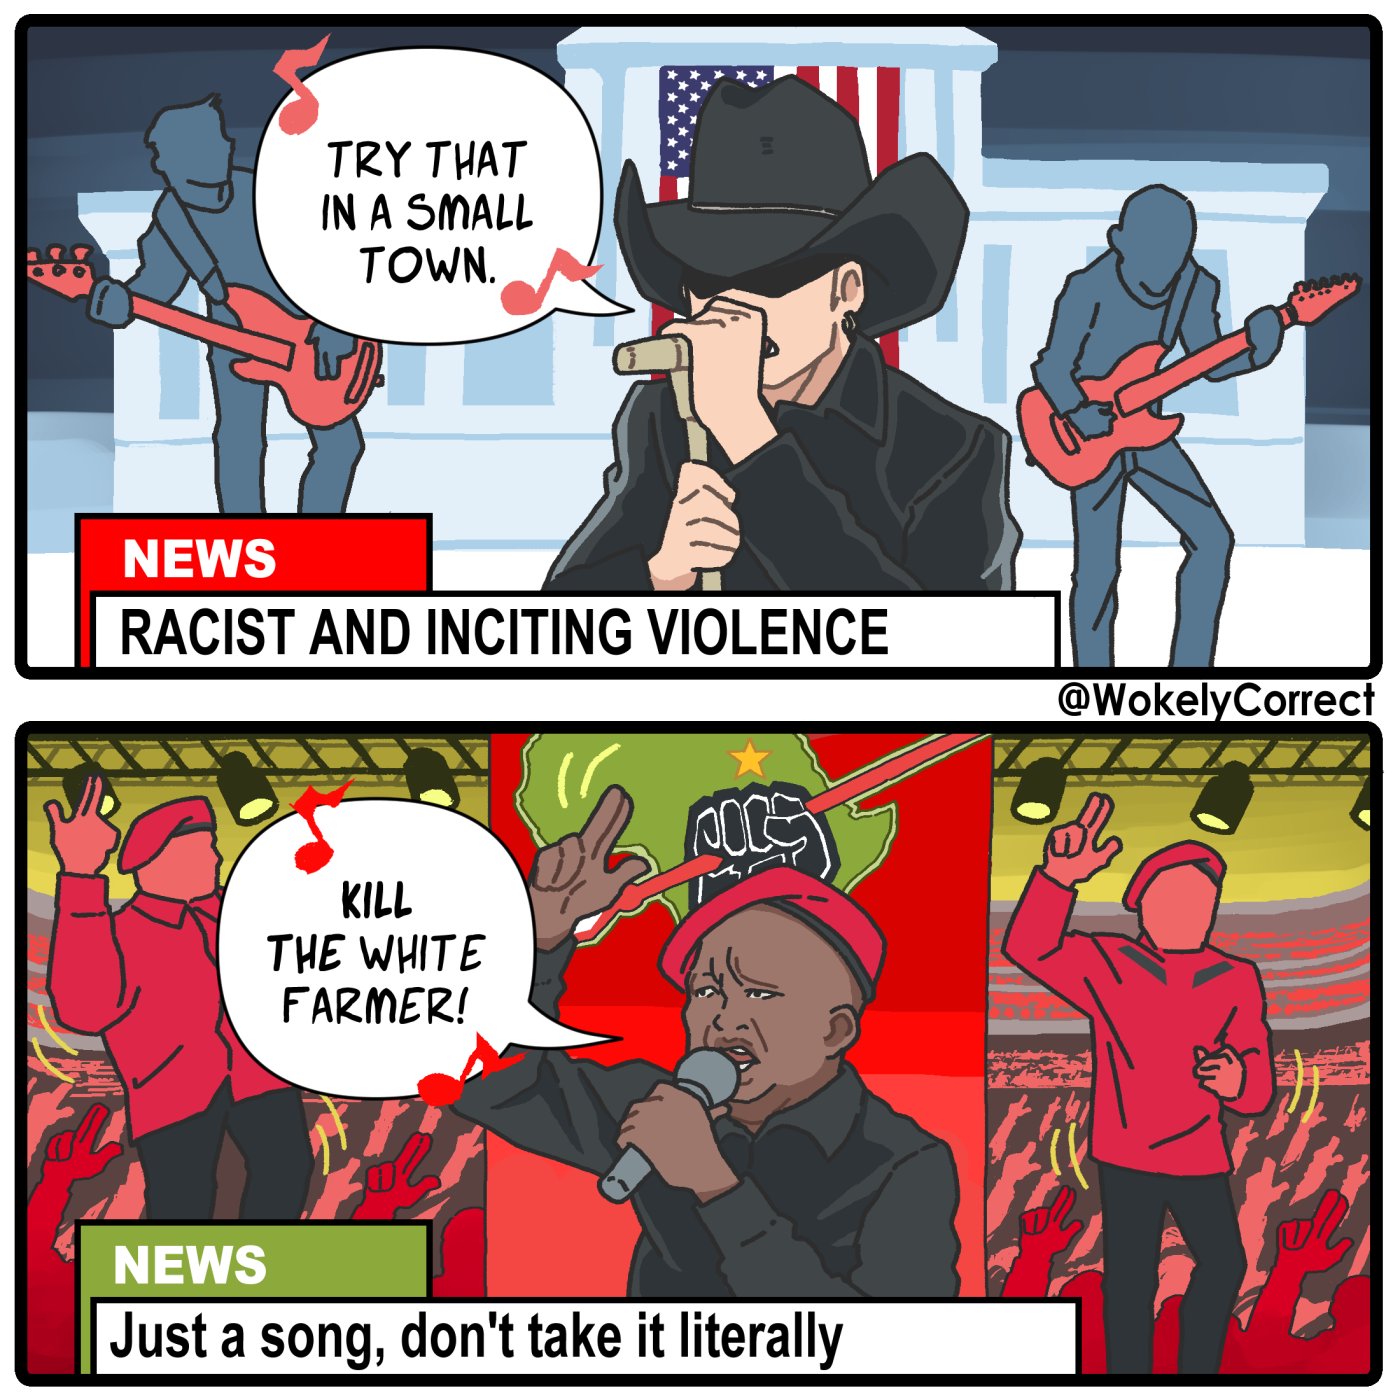 TRY THAT
IN A SMALL
TOWN.
NEWS
RACIST AND INCITING VIOLENCE
@WokelyCorrect
KILL
THE WHITE
FARMER!
NEWS
Just a song, don't take it literally